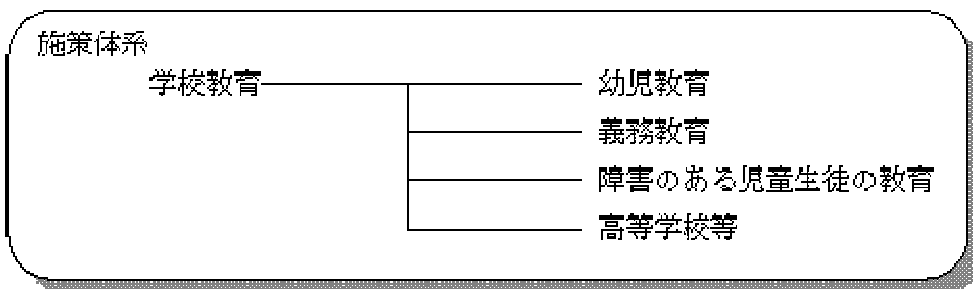 施策体系
学校教育 幼児教育
義務教育
障害のある児童生徒の教育
高等学校等